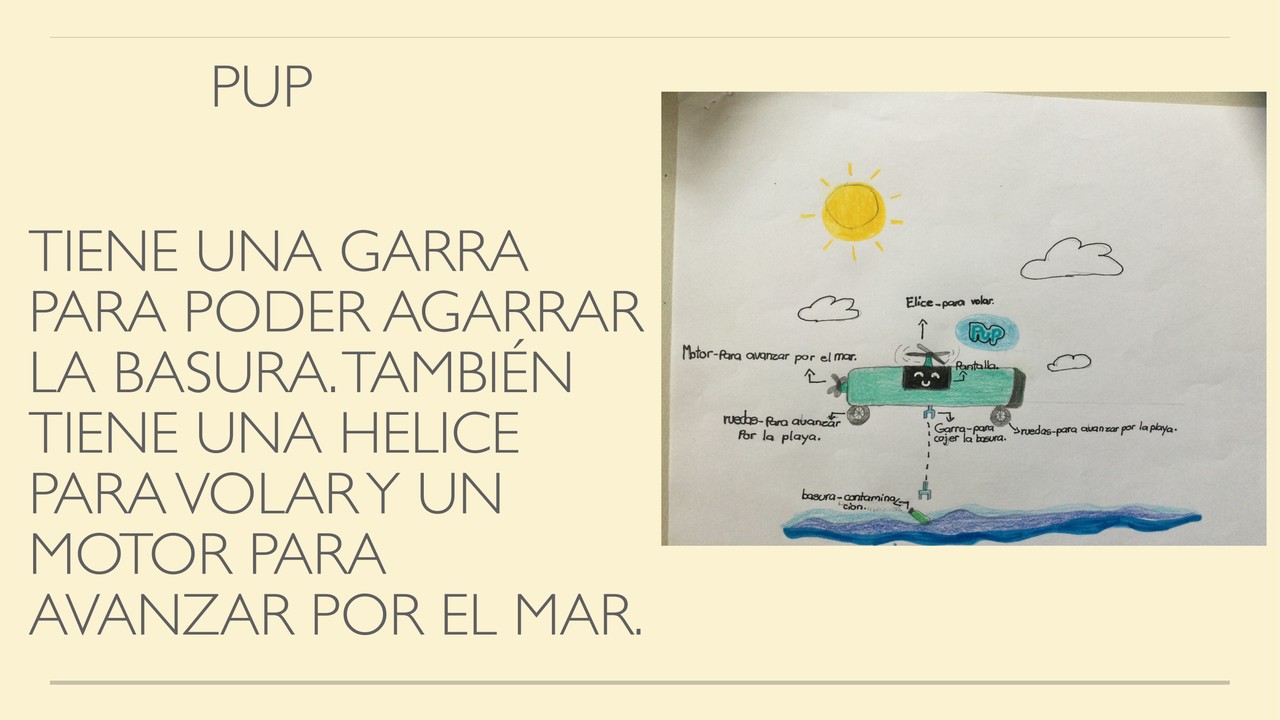 PUP
TIENE UNA GARRA
PARA PODER AGARRAR
LA BASURA. TAMBIÉN
TIENE UNA HELICE
PARA VOLAR Y UN
MOTOR PARA
AVANZAR POR EL MAR.
Elice-para volar.
PUP
Motor-Para avanzar por el mar.
Pantalla.
ruedas-Para avanzar
Por la playa.
Garra-para
cojer la basura.
ruedas-para avanzar por la playa.
basura-contamina
cion.